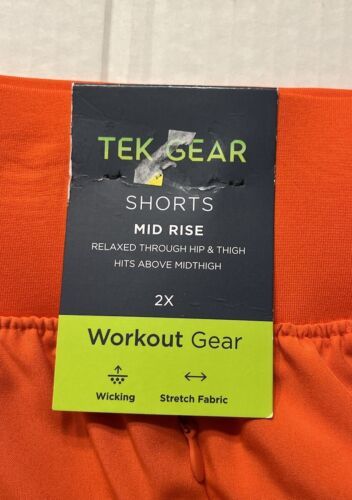 TEK GEAR
SHORTS
MID RISE
RELAXED THROUGH HIP & THIGH
HITS ABOVE MIDTHIGH
2X
Workout Gear
Wicking
Stretch Fabric